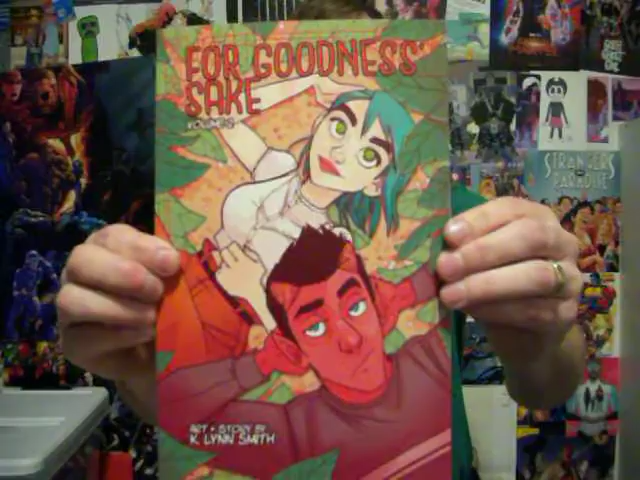 FOR GOODNESS'
SAKE
ART + STORY BY
K. LYNN SMITH
STRANGERS
PARADISE